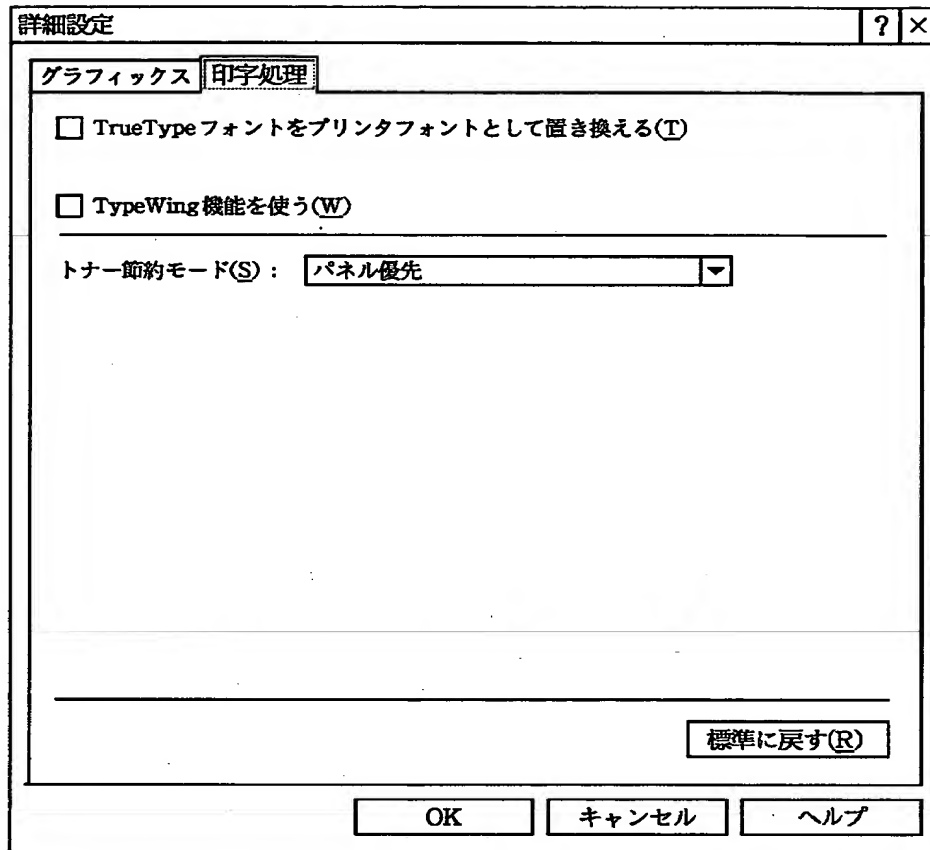 詳細設定 ? ×
グラフィックス 印字処理
TrueTypeフォントをプリンタフォントとして置き換える(T)
TypeWing機能を使う(W)
トナー節約モード(S) : パネル優先
標準に戻す(R)
OK キャンセル ヘルプ